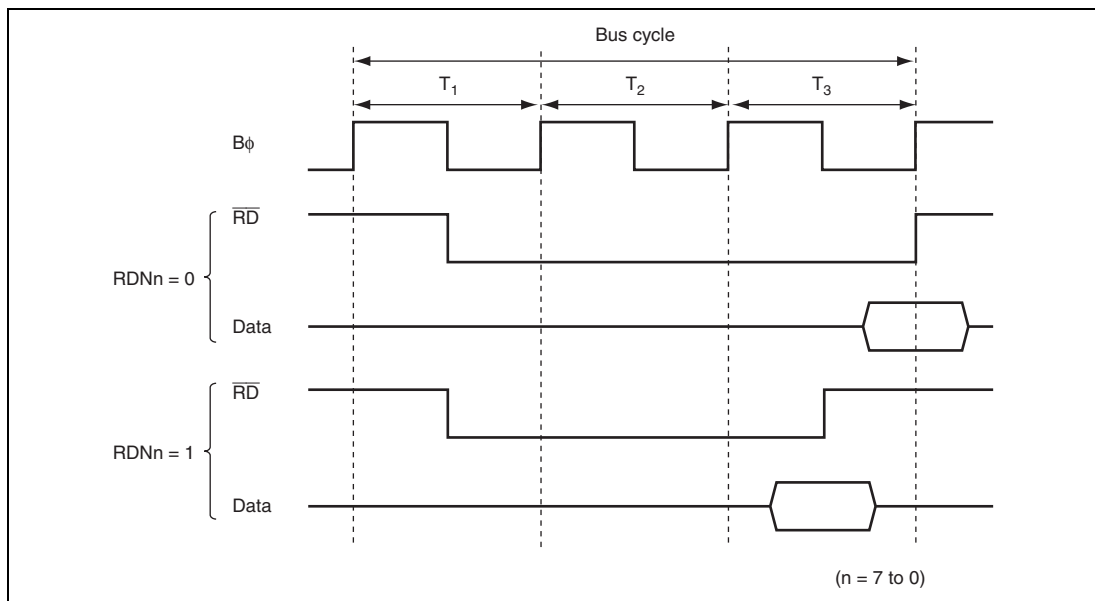 Bus cycle
T1 T2 T3
Bφ
RD
RDNn = 0
Data
RD
RDNn = 1
Data
(n = 7 to 0)